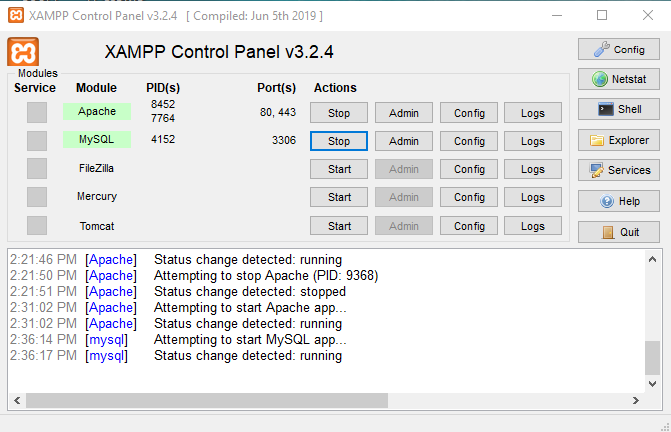 XAMPP Control Panel v3.2.4 [ Compiled: Jun 5th 2019 ]
XAMPP Control Panel v3.2.4
Config
Modules
Service Module PID(s) Port(s) Actions
Netstat
Apache 8452 7764 80, 443 Stop Admin Config Logs
Shell
MySQL 4152 3306 Stop Admin Config Logs
Explorer
FileZilla Start Admin Config Logs
Services
Mercury Start Admin Config Logs
Help
Tomcat Start Admin Config Logs
Quit
2:21:46 PM [Apache] Status change detected: running
2:21:50 PM [Apache] Attempting to stop Apache (PID: 9368)
2:21:51 PM [Apache] Status change detected: stopped
2:31:02 PM [Apache] Attempting to start Apache app...
2:31:02 PM [Apache] Status change detected: running
2:36:14 PM [mysql] Attempting to start MySQL app...
2:36:17 PM [mysql] Status change detected: running